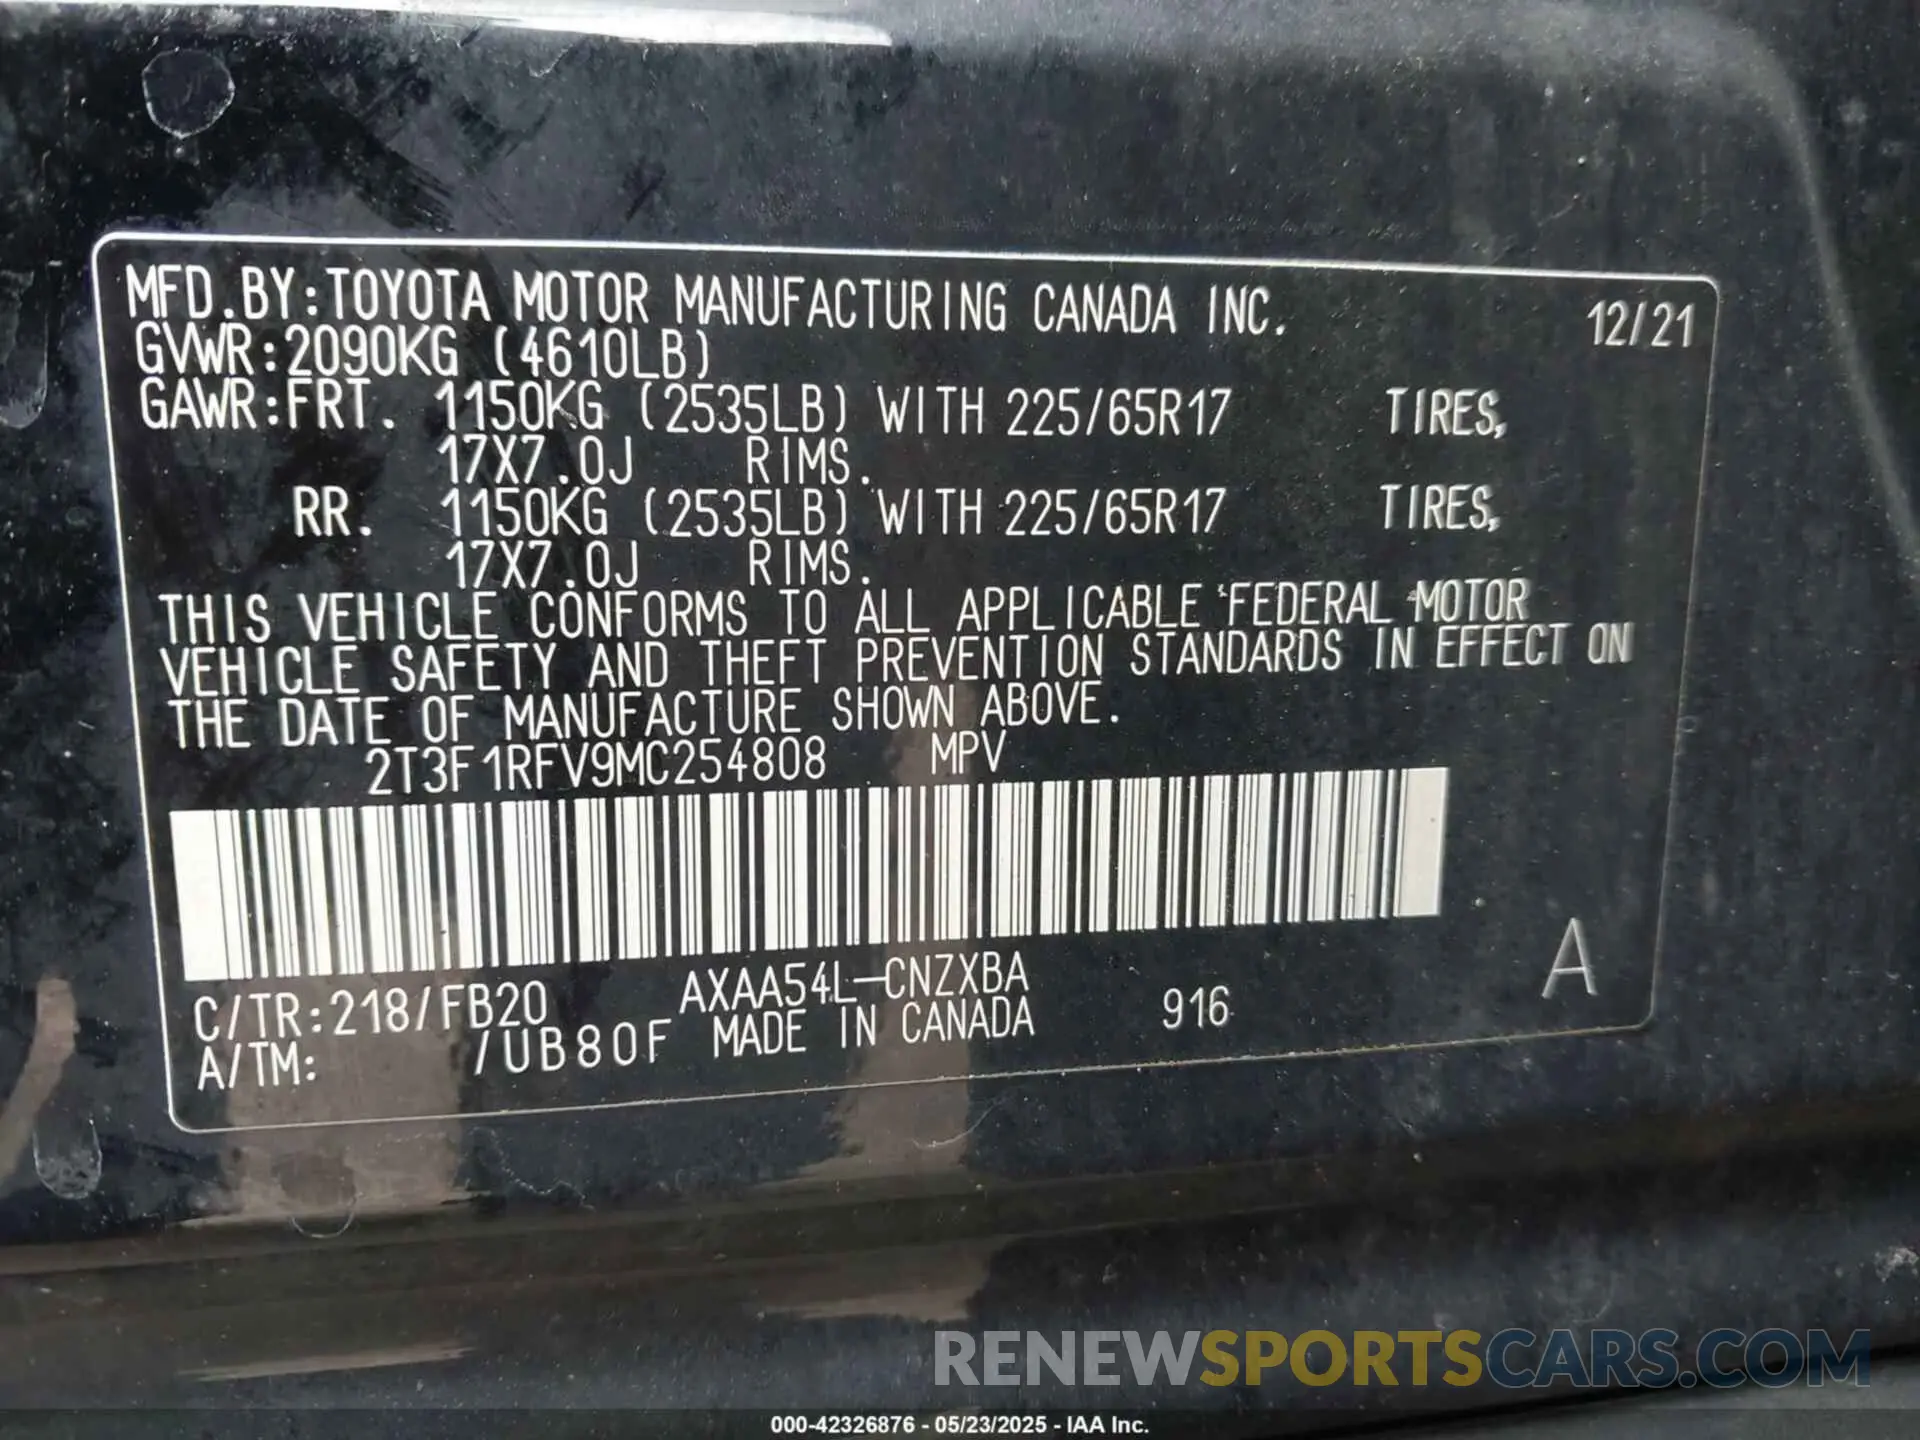 MFD.BY:TOYOTA MOTOR MANUFACTURING CANADA INC. 12/21
GVWR:2090KG (4610LB)
GAWR:FRT. 1150KG (2535LB) WITH 225/65R17 TIRES,
17X7.0J RIMS.
RR. 1150KG (2535LB) WITH 225/65R17 TIRES,
17X7.0J RIMS.
THIS VEHICLE CONFORMS TO ALL APPLICABLE FEDERAL MOTOR
VEHICLE SAFETY AND THEFT PREVENTION STANDARDS IN EFFECT ON
THE DATE OF MANUFACTURE SHOWN ABOVE.
2T3F1RFV9MC254808 MPV
C/TR:218/FB20 AXAA54L-CNZXBA 916 A
A/TM: /UB80F MADE IN CANADA
RENEWSPORTSCARS.COM
000-42326876 - 05/23/2025 - IAA Inc.